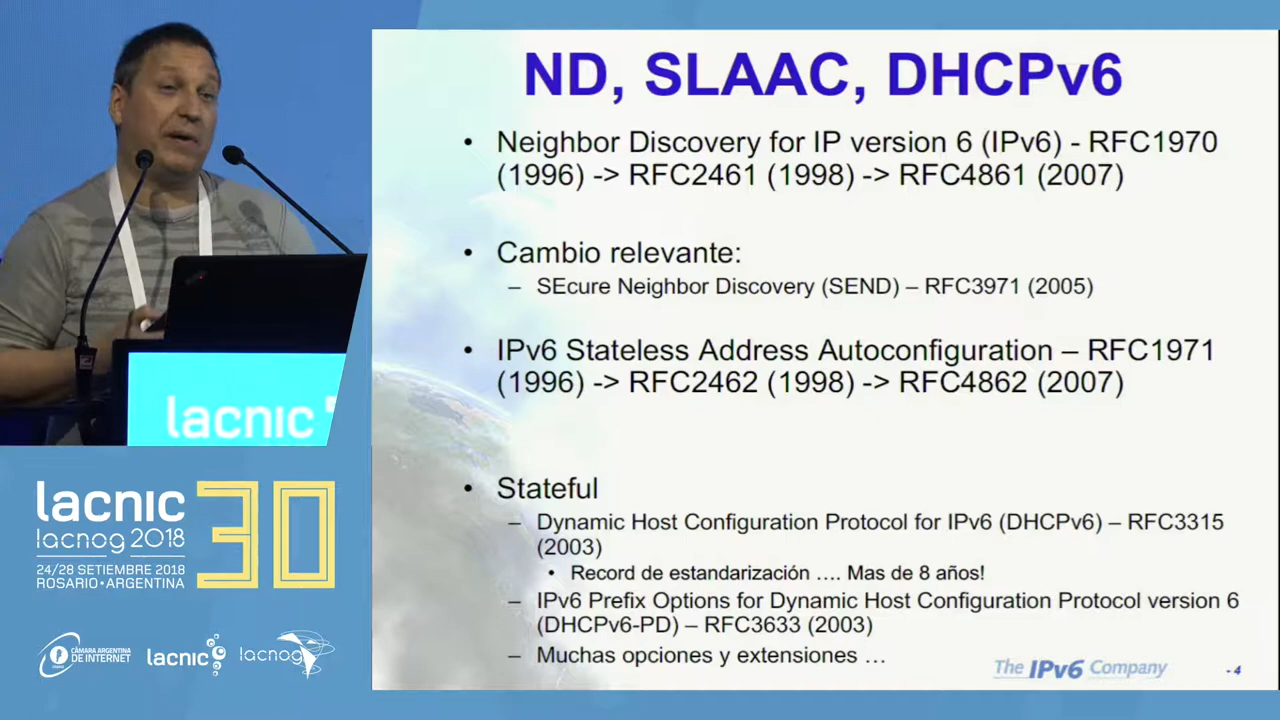 ND, SLAAC, DHCPv6
• Neighbor Discovery for IP version 6 (IPv6) - RFC1970
(1996) -> RFC2461 (1998) -> RFC4861 (2007)
• Cambio relevante:
– SEcure Neighbor Discovery (SEND) – RFC3971 (2005)
• IPv6 Stateless Address Autoconfiguration – RFC1971
(1996) -> RFC2462 (1998) -> RFC4862 (2007)
• Stateful
– Dynamic Host Configuration Protocol for IPv6 (DHCPv6) – RFC3315
(2003)
• Record de estandarización .... Mas de 8 años!
– IPv6 Prefix Options for Dynamic Host Configuration Protocol version 6
(DHCPv6-PD) – RFC3633 (2003)
– Muchas opciones y extensiones ...
The IPv6 Company
- 4
lacnic
lacnic 30
lacnog 2018
24/28 SETIEMBRE 2018
ROSARIO • ARGENTINA
CÁMARA ARGENTINA
DE INTERNET
lacnic
lacnog